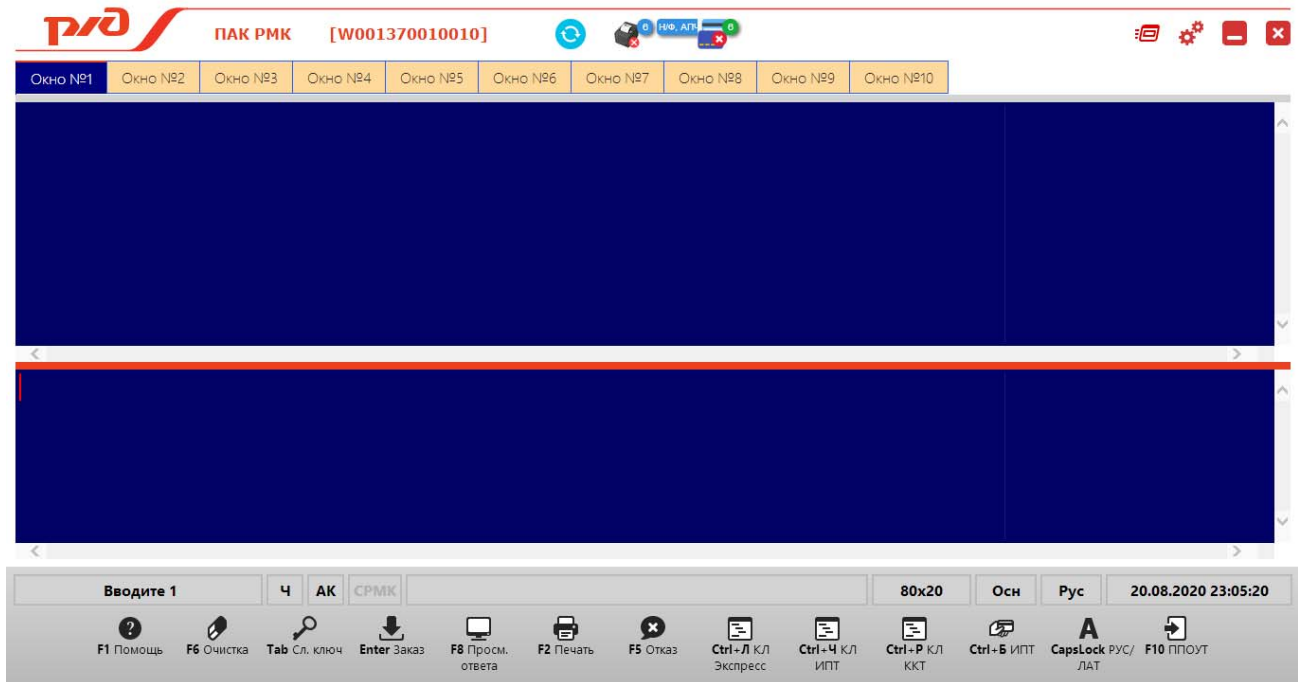 РЖД ПАК РМК [W001370010010] 6 Н/Ф, АПЧ 6
Окно №1 Окно №2 Окно №3 Окно №4 Окно №5 Окно №6 Окно №7 Окно №8 Окно №9 Окно №10
Вводите 1 Ч АК СРМК 80x20 Осн Рус 20.08.2020 23:05:20
F1 Помощь F6 Очистка Tab Сл. ключ Enter Заказ F8 Просм. ответа F2 Печать F5 Отказ Ctrl+Л КЛ Экспресс Ctrl+Ч КЛ ИПТ Ctrl+Р КЛ ККТ Ctrl+Б ИПТ CapsLock РУС/ЛАТ F10 ППОУТ